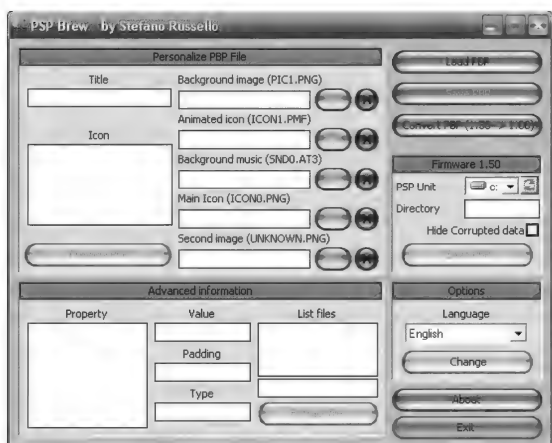 PSP Brew by Stefano Russello
Personalize PBP File
Title
Background image (PIC1.PNG)
Animated icon (ICON1.PMF)
Icon
Background music (SND0.AT3)
Main Icon (ICON0.PNG)
Second image (UNKNOWN.PNG)
Load PBP
Convert PBP (1.50-> 1.00)
Firmware 1.50
PSP Unit
c:
Directory
Hide Corrupted data
Advanced information
Property
Value
List files
Padding
Type
Options
Language
English
Change
About
Exit